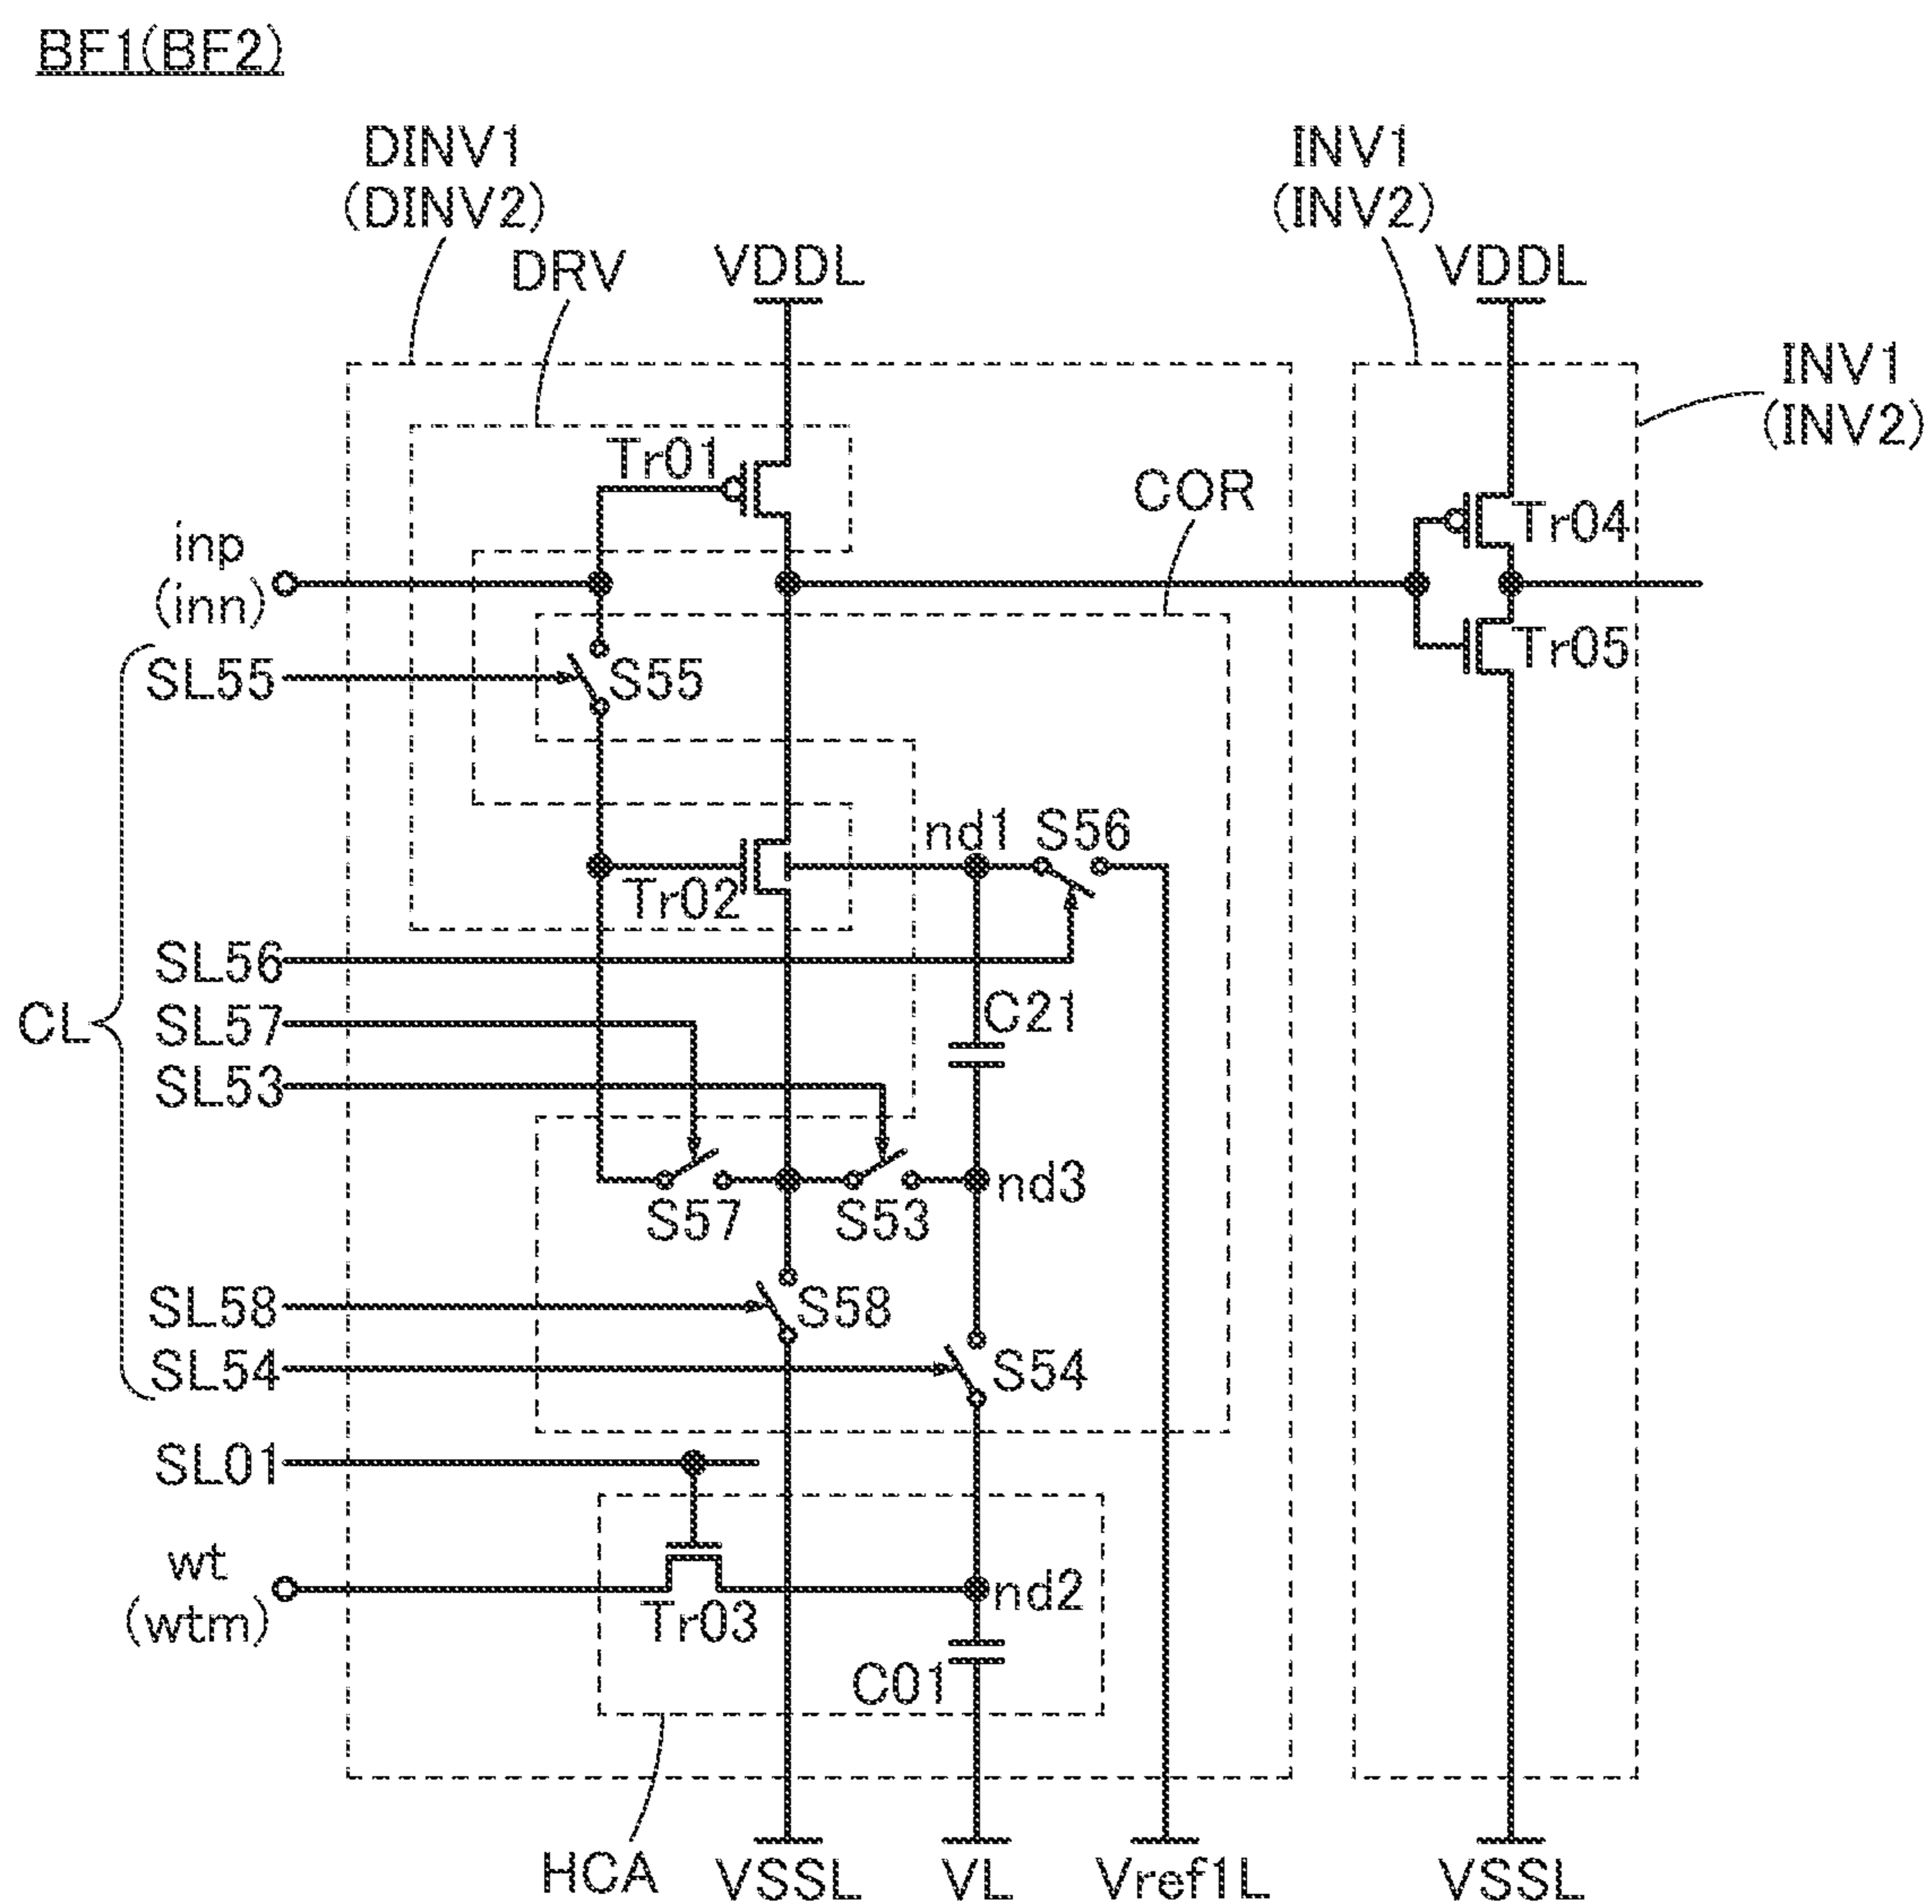 BF1(BF2)
DINV1
(DINV2)
INV1
(INV2)
DRV
VDDL
VDDL
INV1
(INV2)
Tr01
COR
Tr04
inp
(inn)
Tr05
SL55
S55
nd1
S56
Tr02
SL56
CL
SL57
C21
SL53
nd3
S57
S53
SL58
S58
SL54
S54
SL01
wt
(wtm)
Tr03
nd2
C01
HCA
VSSL
VL
Vref1L
VSSL